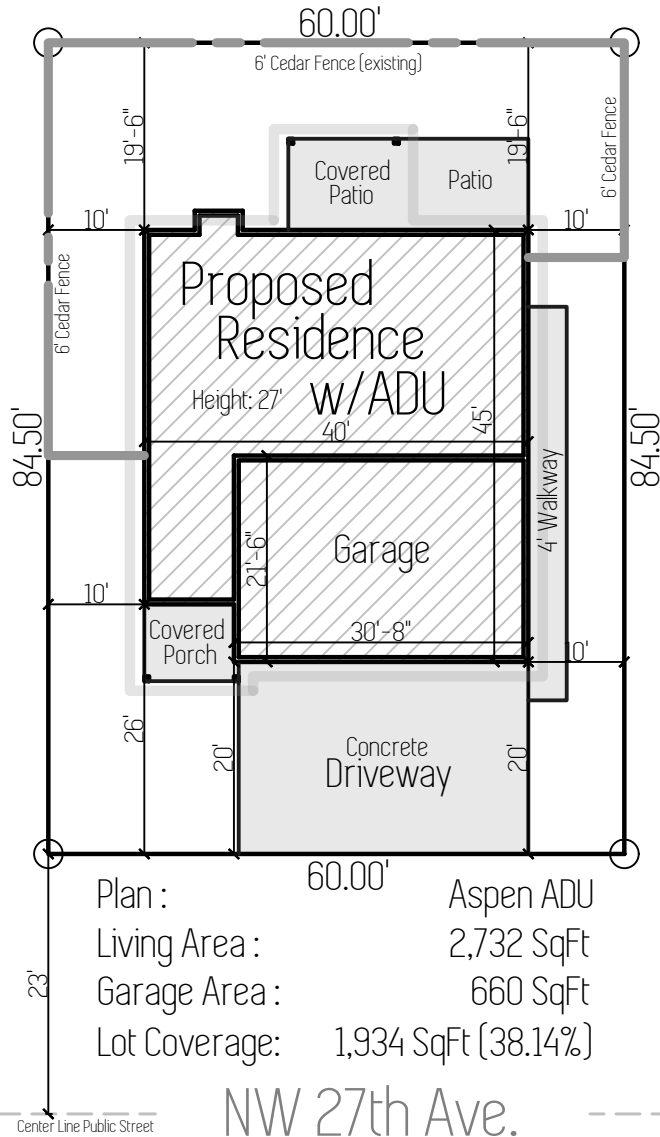 60.00'
6' Cedar Fence (existing)
19'-6"
19'-6"
6' Cedar Fence
Covered
Patio
Patio
10'
10'
6' Cedar Fence
Proposed
Residence
w/ADU
Height: 27'
40'
45'
84.50'
84.50'
4' Walkway
21'-6"
Garage
10'
30'-8"
Covered
Porch
10'
26'
20'
20'
Concrete
Driveway
60.00'
Plan : Aspen ADU
Living Area : 2,732 SqFt
Garage Area : 660 SqFt
Lot Coverage: 1,934 SqFt (38.14%)
23'
NW 27th Ave.
Center Line Public Street